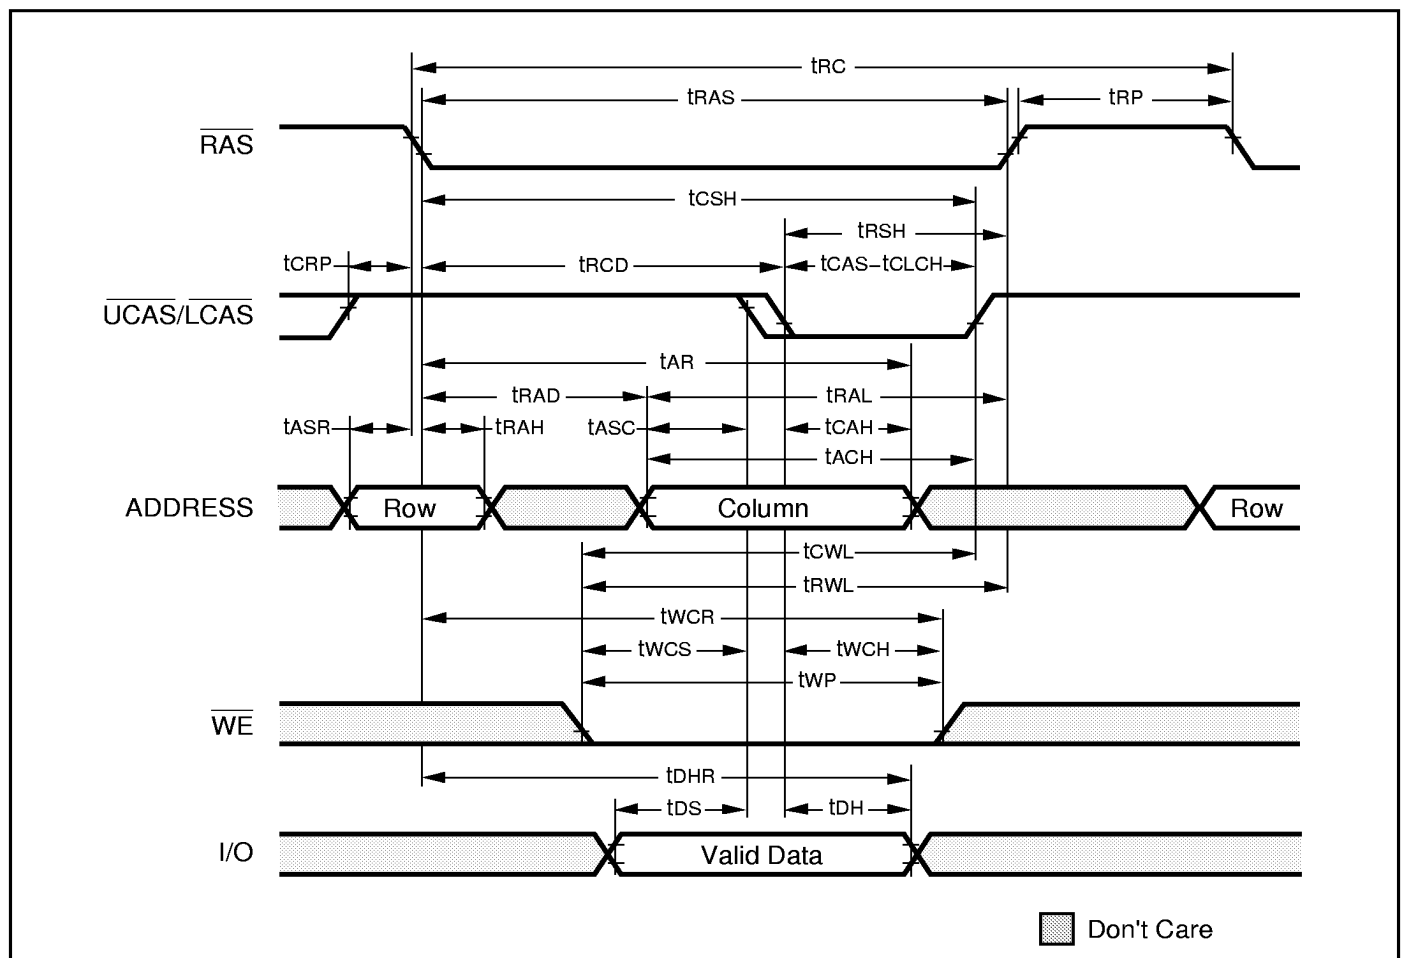 tRC
tRAS
tRP
RAS
tCSH
tRSH
tCRP
tRCD
tCAS
tCLCH
UCAS/LCAS
tAR
tRAD
tRAL
tASR
tRAH
tASC
tCAH
tACH
ADDRESS
Row
Column
Row
tCWL
tRWL
tWCR
tWCS
tWCH
tWP
WE
tDHR
tDS
tDH
I/O
Valid Data
Don't Care